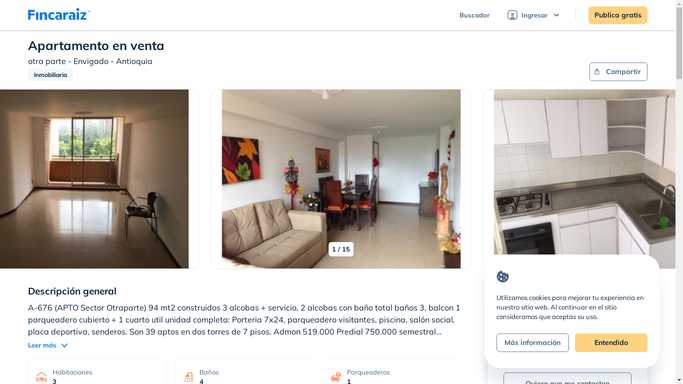 Fincaraiz
Buscador
Ingresar
Publica gratis
Apartamento en venta
otra parte - Envigado - Antioquia
Inmobiliaria
Compartir
1 / 15
Descripción general
A-676 (APTO Sector Otraparte) 94 mt2 construidos 3 alcobas + servicio, 2 alcobas con baño total baños 3, balcon 1
parqueadero cubierto + 1 cuarto util unidad completa: Porteria 7x24, parqueadero visitantes, piscina, salón social,
placa deportiva, senderos. Son 39 aptos en dos torres de 7 pisos. Admon 519.000 Predial 750.000 semestral...
Leer más
Habitaciones
3
Baños
4
Parqueaderos
1
Utilizamos cookies para mejorar tu experiencia en
nuestro sitio web. Al continuar en el sitio
consideramos que aceptas su uso.
Más información
Entendido
Quiero que me contacten